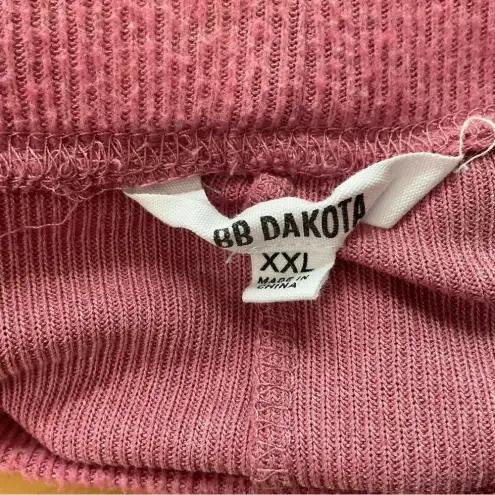 BB DAKOTA
XXL
MADE IN
CHINA